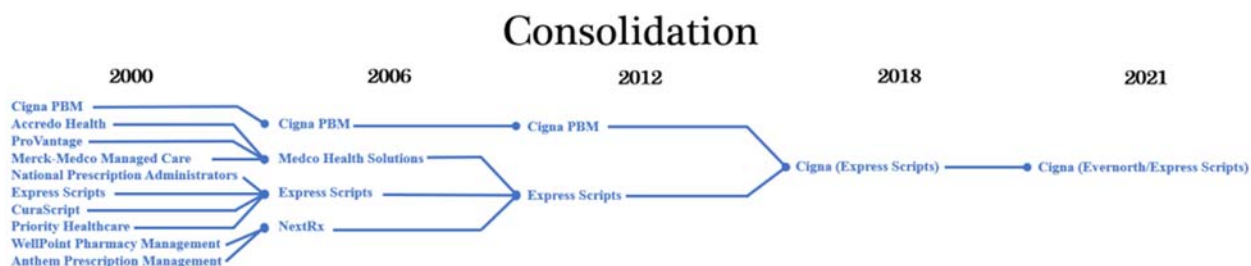 Consolidation
2000 2006 2012 2018 2021
Cigna PBM
Accredo Health
ProVantage
Merck-Medco Managed Care
National Prescription Administrators
Express Scripts
CuraScript
Priority Healthcare
WellPoint Pharmacy Management
Anthem Prescription Management
Cigna PBM
Medco Health Solutions
Express Scripts
NextRx
Cigna PBM
Express Scripts
Cigna (Express Scripts)
Cigna (Evernorth/Express Scripts)